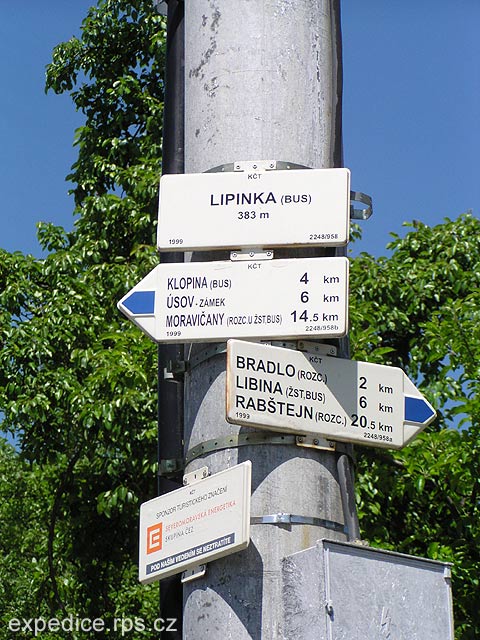 KČT
LIPINKA (BUS)
383 m
1999 2248/958
KČT
KLOPINA (BUS) 4 km
ÚSOV - ZÁMEK 6 km
MORAVIČANY (ROZC.U ŽST,BUS) 14.5 km
1999 2248/958b
KČT
BRADLO (ROZC.) 2 km
LIBINA (ŽST,BUS) 6 km
RABŠTEJN (ROZC.) 20.5 km
1999 2248/958a
KČT
SPONZOR TURISTICKÉHO ZNAČENÍ
SEVEROMORAVSKÁ ENERGETIKA
SKUPINA ČEZ
POD NAŠÍM VEDENÍM SE NEZTRATÍTE
expedice.rps.cz